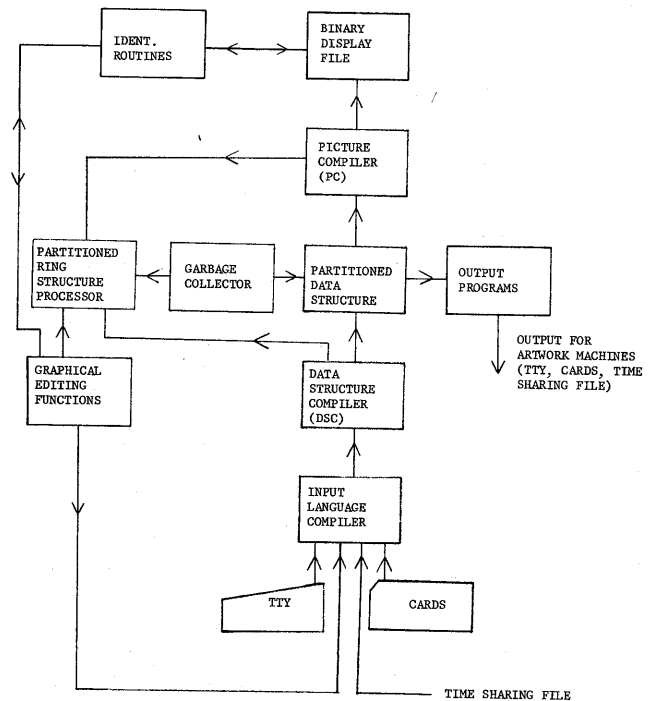 IDENT.
ROUTINES
BINARY
DISPLAY
FILE
PICTURE
COMPILER
(PC)
PARTITIONED
RING
STRUCTURE
PROCESSOR
GARBAGE
COLLECTOR
PARTITIONED
DATA
STRUCTURE
OUTPUT
PROGRAMS
OUTPUT FOR
ARTWORK MACHINES
(TTY, CARDS, TIME
SHARING FILE)
GRAPHICAL
EDITING
FUNCTIONS
DATA
STRUCTURE
COMPILER
(DSC)
INPUT
LANGUAGE
COMPILER
TTY
CARDS
TIME SHARING FILE